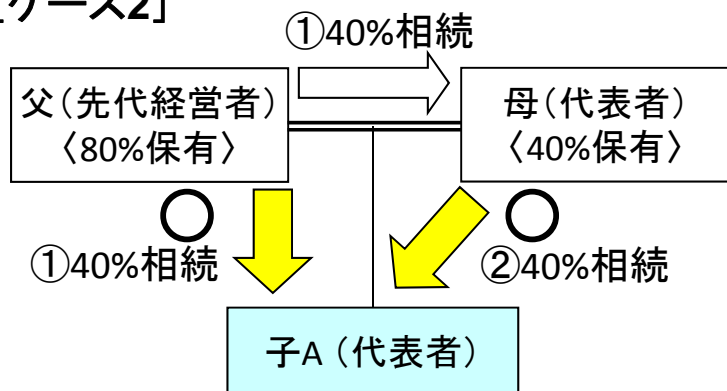 [ケース2]
①40%相続
父（先代経営者）
〈80%保有〉
母（代表者）
〈40%保有〉
①40%相続
②40%相続
子A（代表者）